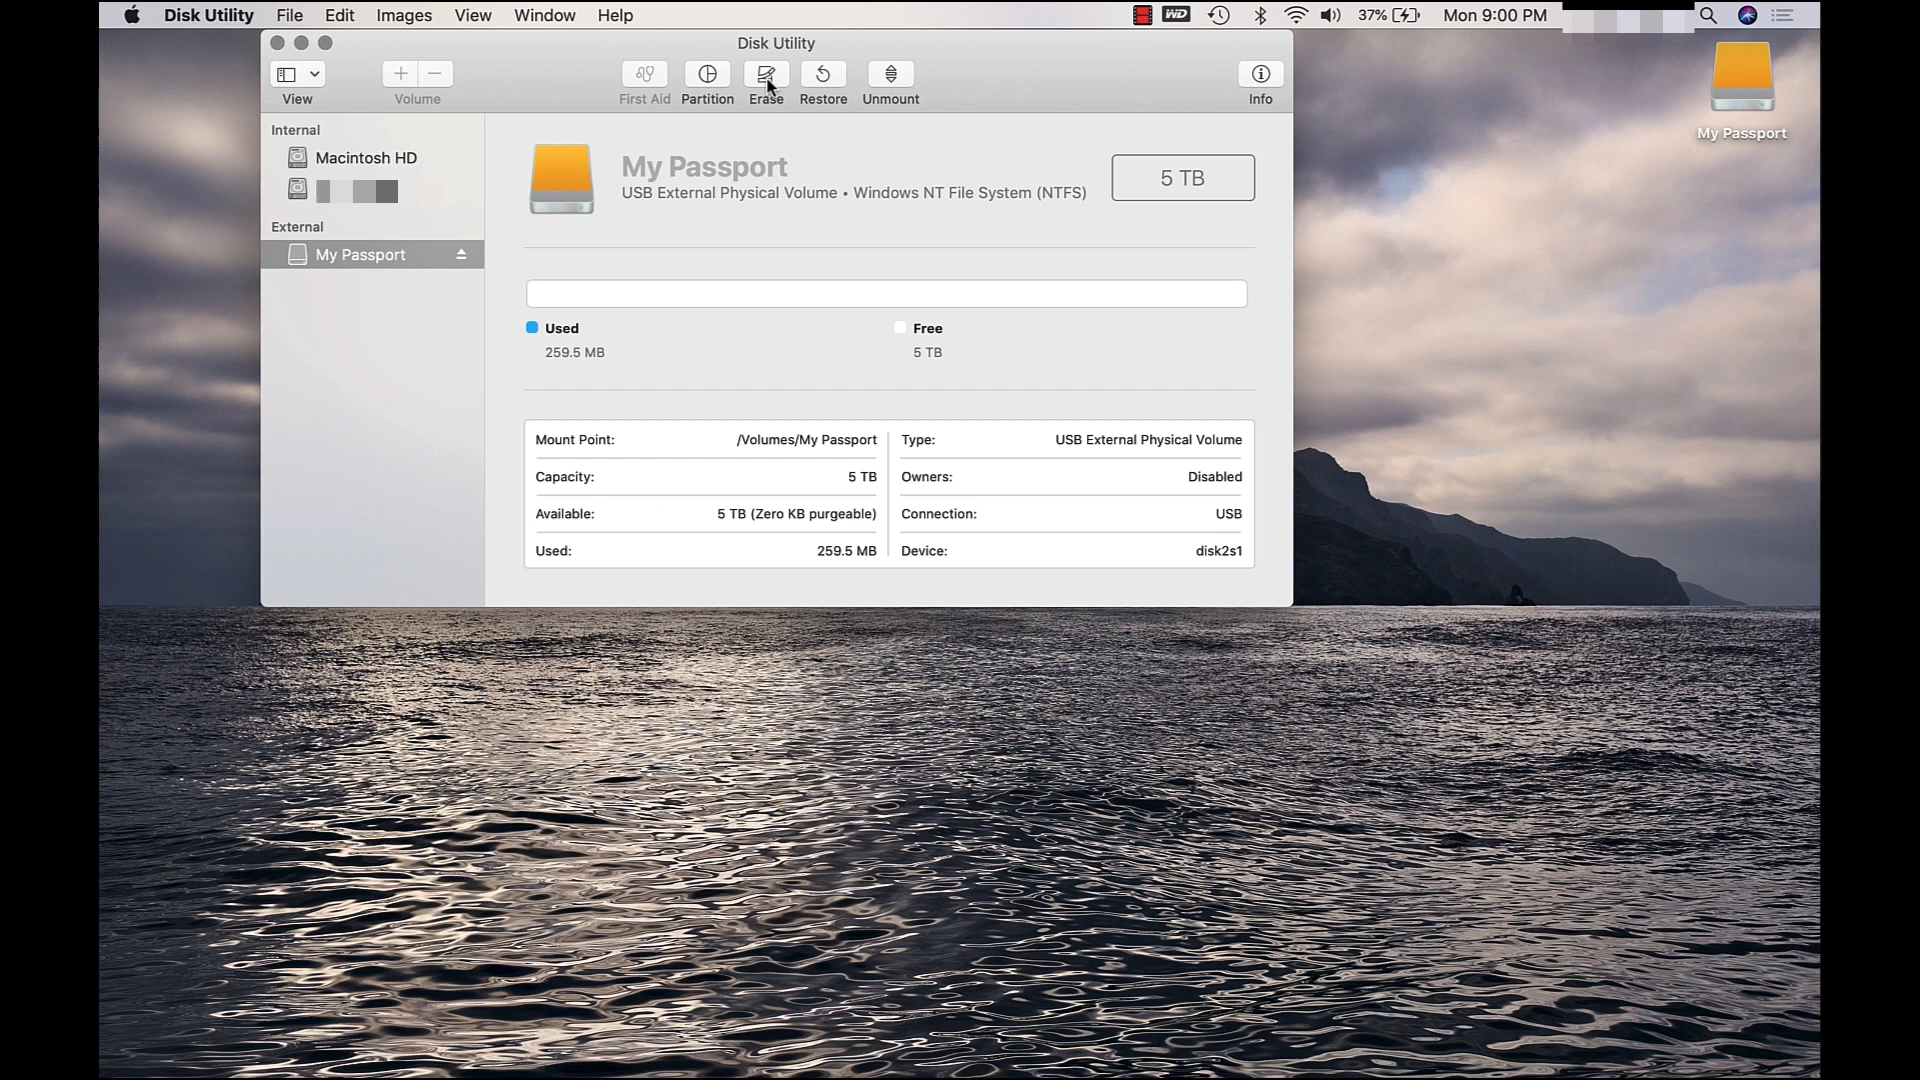 Disk Utility File Edit Images View Window Help WD 37% Mon 9:00 PM
Disk Utility
View Volume First Aid Partition Erase Restore Unmount Info
Internal
Macintosh HD
External
My Passport
My Passport
USB External Physical Volume • Windows NT File System (NTFS)
5 TB
Used
259.5 MB
Free
5 TB
Mount Point: /Volumes/My Passport
Capacity: 5 TB
Available: 5 TB (Zero KB purgeable)
Used: 259.5 MB
Type: USB External Physical Volume
Owners: Disabled
Connection: USB
Device: disk2s1
My Passport